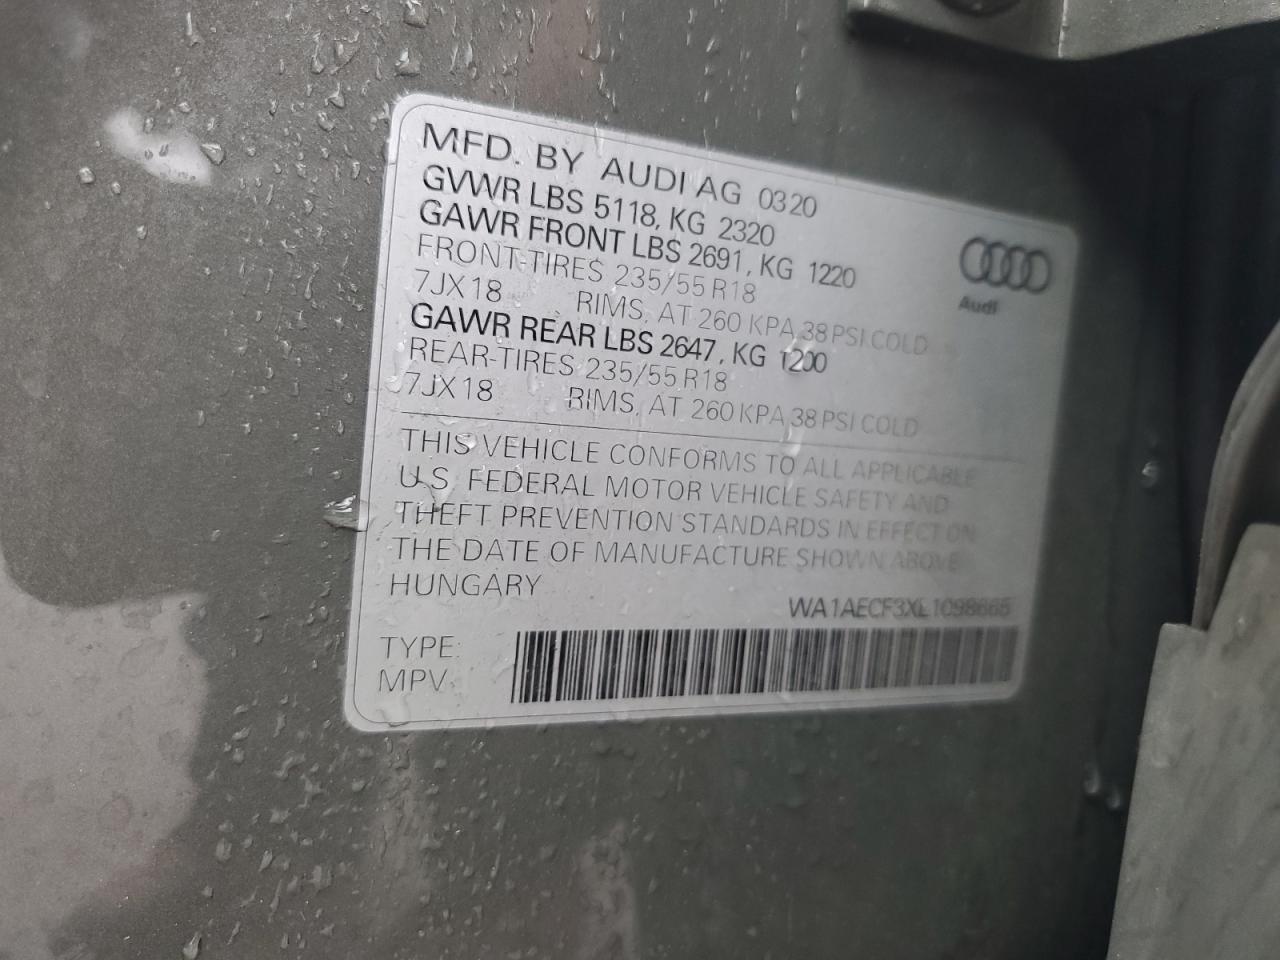 MFD. BY AUDI AG 0320
GVWR LBS 5118, KG 2320
GAWR FRONT LBS 2691, KG 1220
FRONT-TIRES 235/55 R18
7JX18 RIMS, AT 260 KPA, 38 PSI COLD
GAWR REAR LBS 2647, KG 1200
REAR-TIRES 235/55 R18
7JX18 RIMS, AT 260 KPA, 38 PSI COLD
Audi
THIS VEHICLE CONFORMS TO ALL APPLICABLE
U.S. FEDERAL MOTOR VEHICLE SAFETY AND
THEFT PREVENTION STANDARDS IN EFFECT ON
THE DATE OF MANUFACTURE SHOWN ABOVE
HUNGARY
WA1AECF3XL1098665
TYPE:
MPV